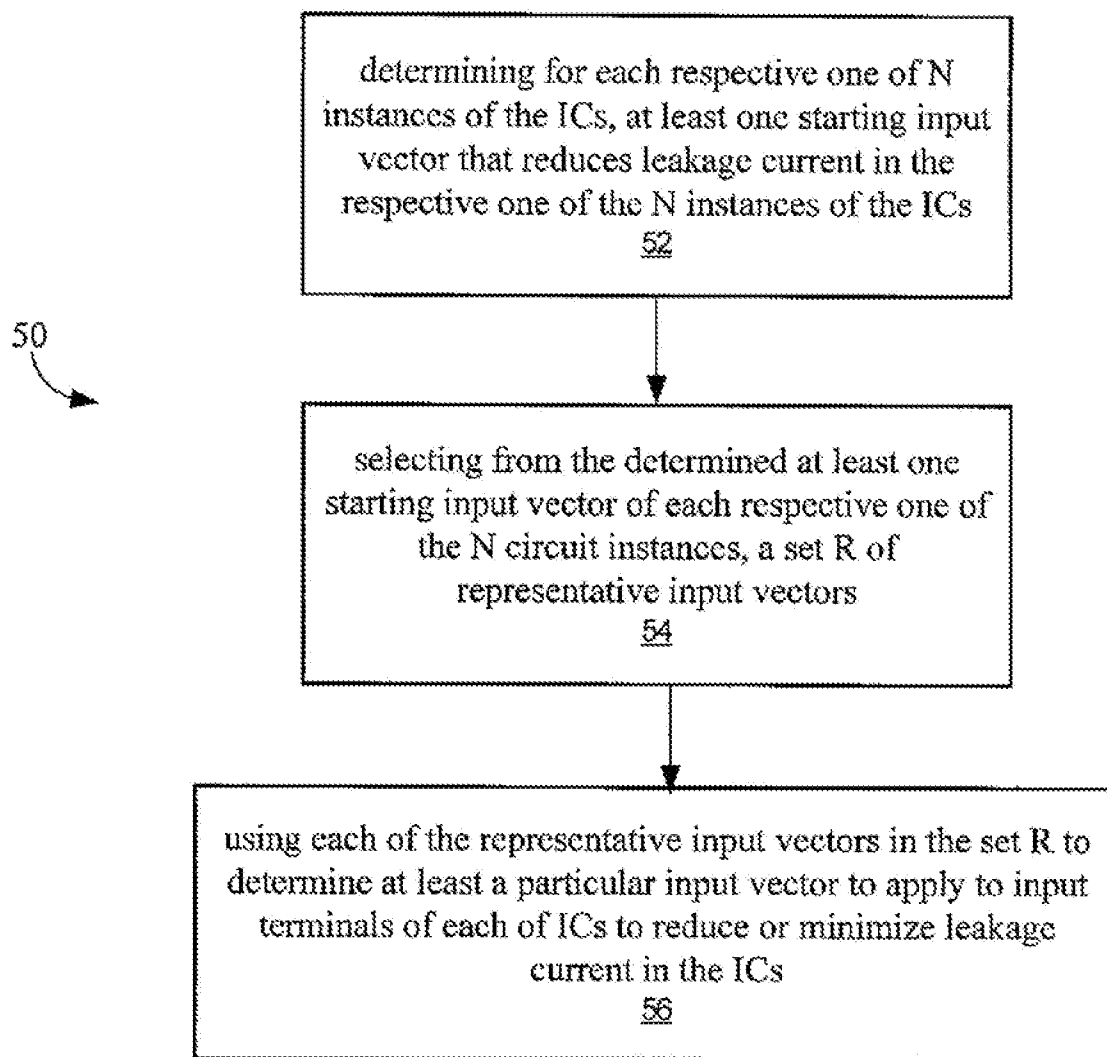 determining for each respective one of N
instances of the ICs, at least one starting input
vector that reduces leakage current in the
respective one of the N instances of the ICs
52
50
selecting from the determined at least one
starting input vector of each respective one of
the N circuit instances, a set R of
representative input vectors
54
using each of the representative input vectors in the set R to
determine at least a particular input vector to apply to input
terminals of each of ICs to reduce or minimize leakage
current in the ICs
56